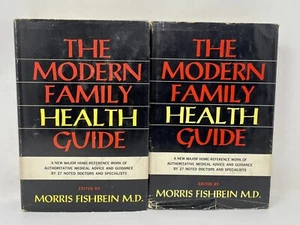 THE
MODERN
FAMILY
HEALTH
GUIDE
A NEW MAJOR HOME-REFERENCE WORK OF
AUTHORITATIVE MEDICAL ADVICE AND GUIDANCE
BY 27 NOTED DOCTORS AND SPECIALISTS
EDITED BY
MORRIS FISHBEIN M.D.
THE
MODERN
FAMILY
HEALTH
GUIDE
A NEW MAJOR HOME-REFERENCE WORK OF
AUTHORITATIVE MEDICAL ADVICE AND GUIDANCE
BY 27 NOTED DOCTORS AND SPECIALISTS
EDITED BY
MORRIS FISHBEIN M.D.